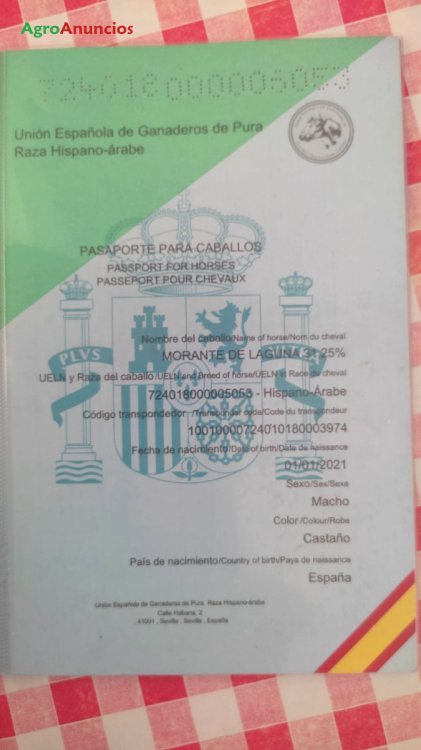 AgroAnuncios
724018000005053
Unión Española de Ganaderos de Pura
Raza Hispano-árabe
PASAPORTE PARA CABALLOS
PASSPORT FOR HORSES
PASSEPORT POUR CHEVAUX
Nombre del caballo/Name of horse/Nom du cheval
MORANTE DE LAGUNA 31,25%
PLVS
UELN y Raza del caballo /UELN and Breed of horse/UELN et Race du cheval
724018000005053 - Hispano-Árabe
Código transpondedor /Transponder code/Code du transpondeur
10010000724010180003974
Fecha de nacimiento/Date of birth/Date de naissance
01/01/2021
Sexo/Sex/Sexe
Macho
Color /Colour/Robe
Castaño
País de nacimiento/Country of birth/Pays de naissance
España
Unión Española de Ganaderos de Pura Raza Hispano-árabe
Calle Habana, 2
, 41001 , Sevilla , Sevilla , España